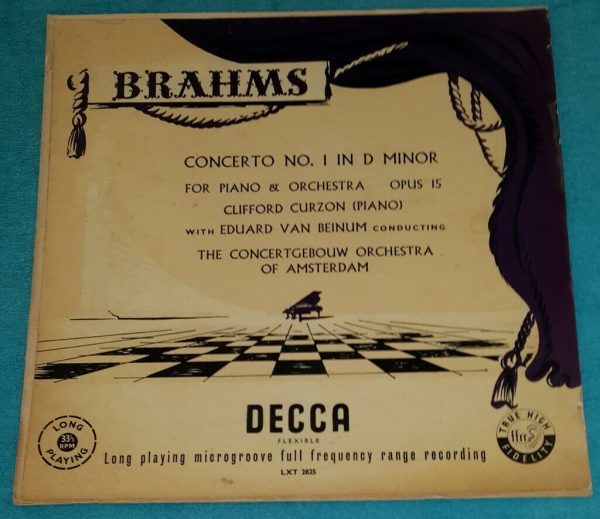 BRAHMS
CONCERTO NO. 1 IN D MINOR
FOR PIANO & ORCHESTRA OPUS 15
CLIFFORD CURZON (PIANO)
WITH EDUARD VAN BEINUM CONDUCTING
THE CONCERTGEBOUW ORCHESTRA
OF AMSTERDAM
DECCA
FLEXIBLE
Long playing microgroove full frequency range recording
LXT 2825
LONG
33⅓
RPM
PLAYING
TRUE HIGH
ffrr
FIDELITY